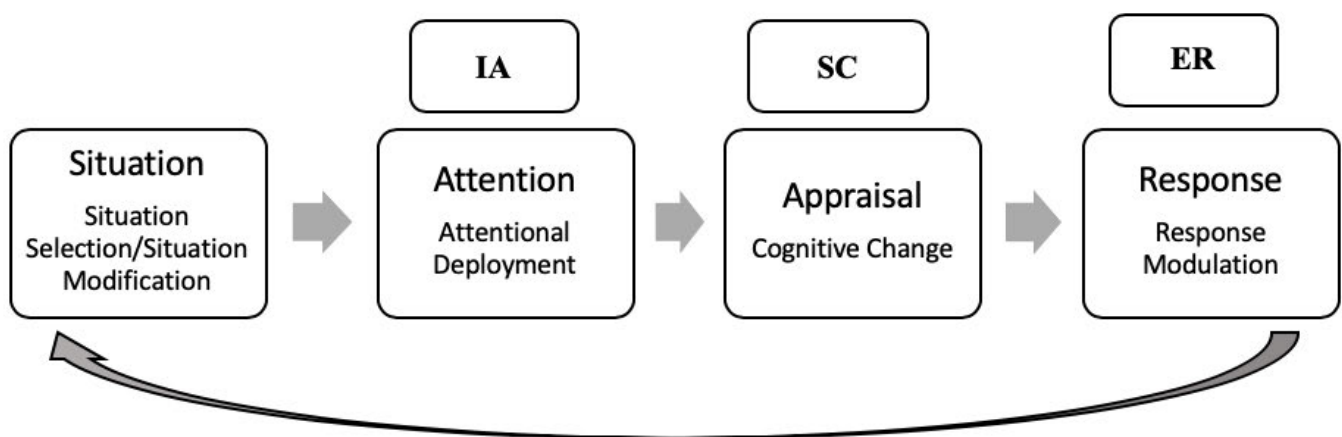 IA
SC
ER
Situation
Situation
Selection/Situation
Modification
Attention
Attentional
Deployment
Appraisal
Cognitive Change
Response
Response
Modulation